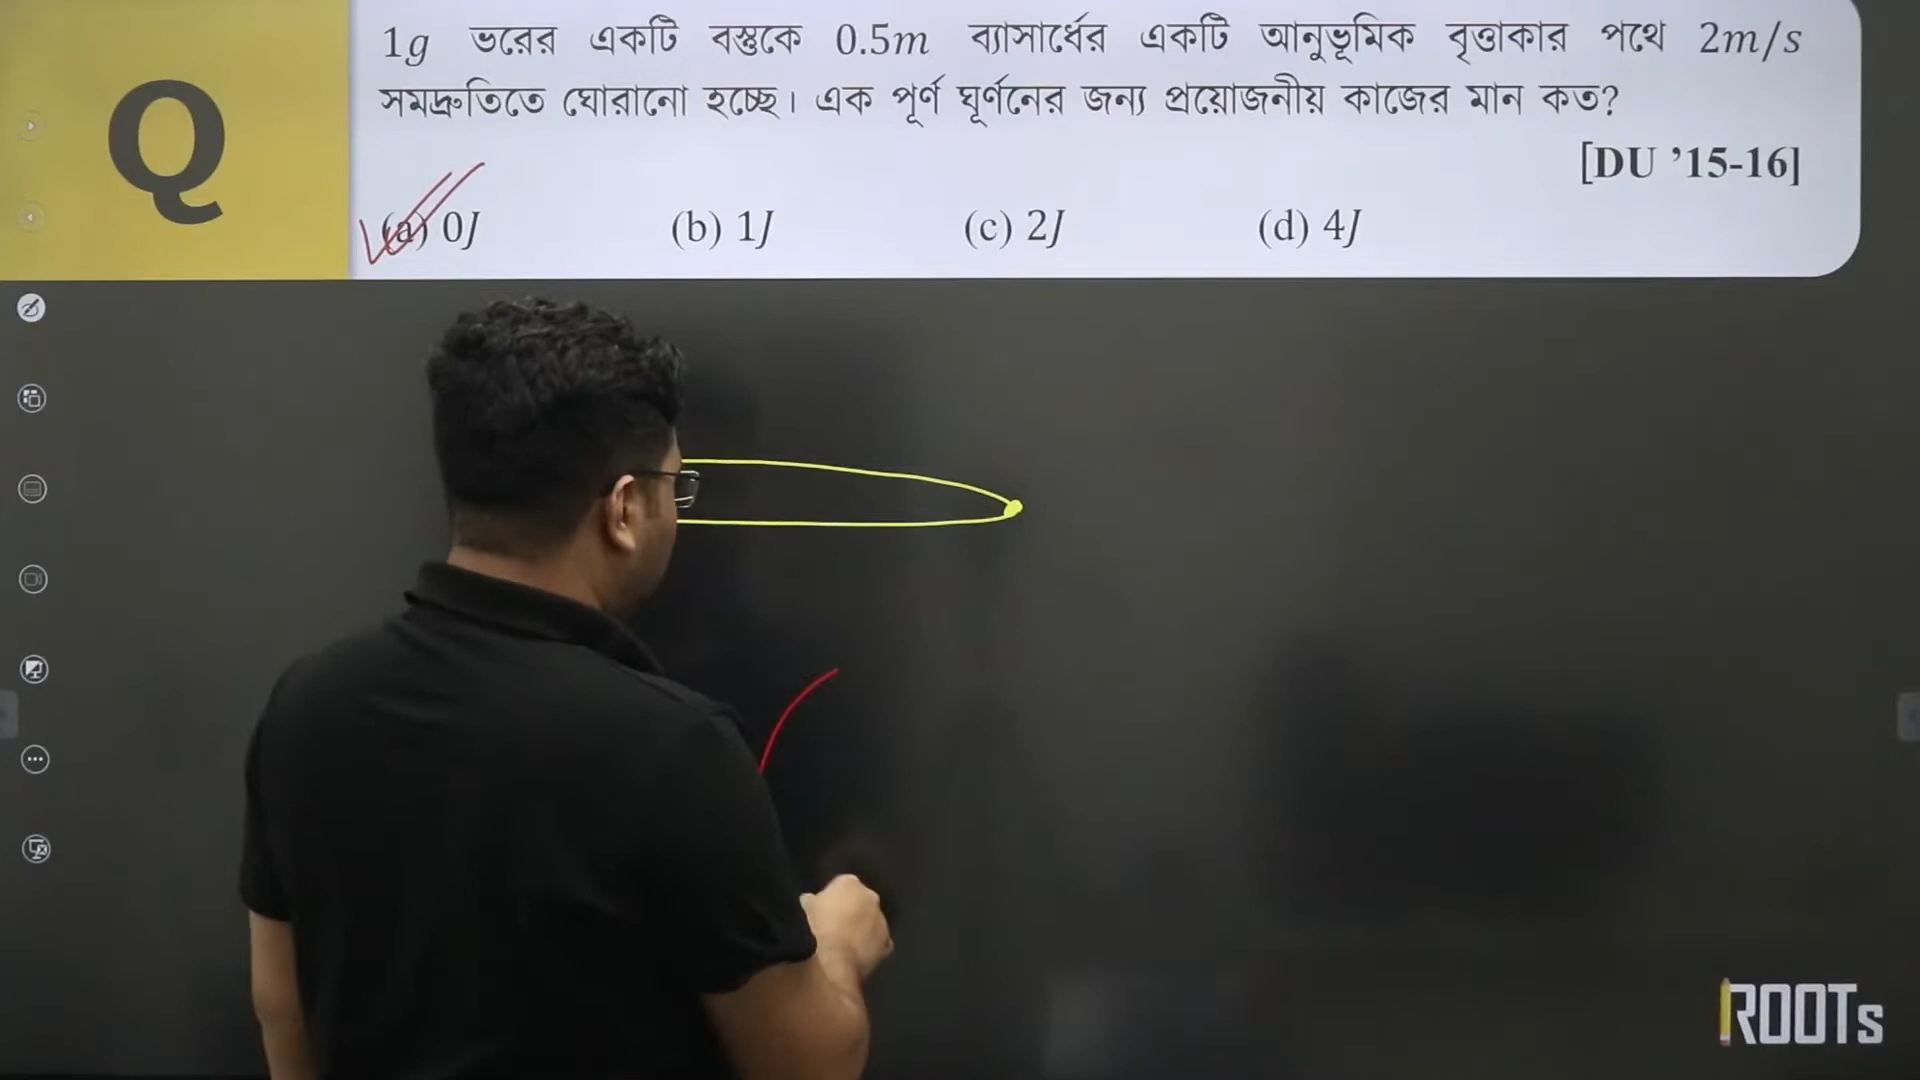 Q
1g ভরের একটি বস্তুকে 0.5m ব্যাসার্ধের একটি আনুভূমিক বৃত্তাকার পথে 2m/s
সমদ্রুতিতে ঘোরানো হচ্ছে। এক পূর্ণ ঘূর্ণনের জন্য প্রয়োজনীয় কাজের মান কত?
[DU ’15-16]
(a) 0J (b) 1J (c) 2J (d) 4J
ROOTs